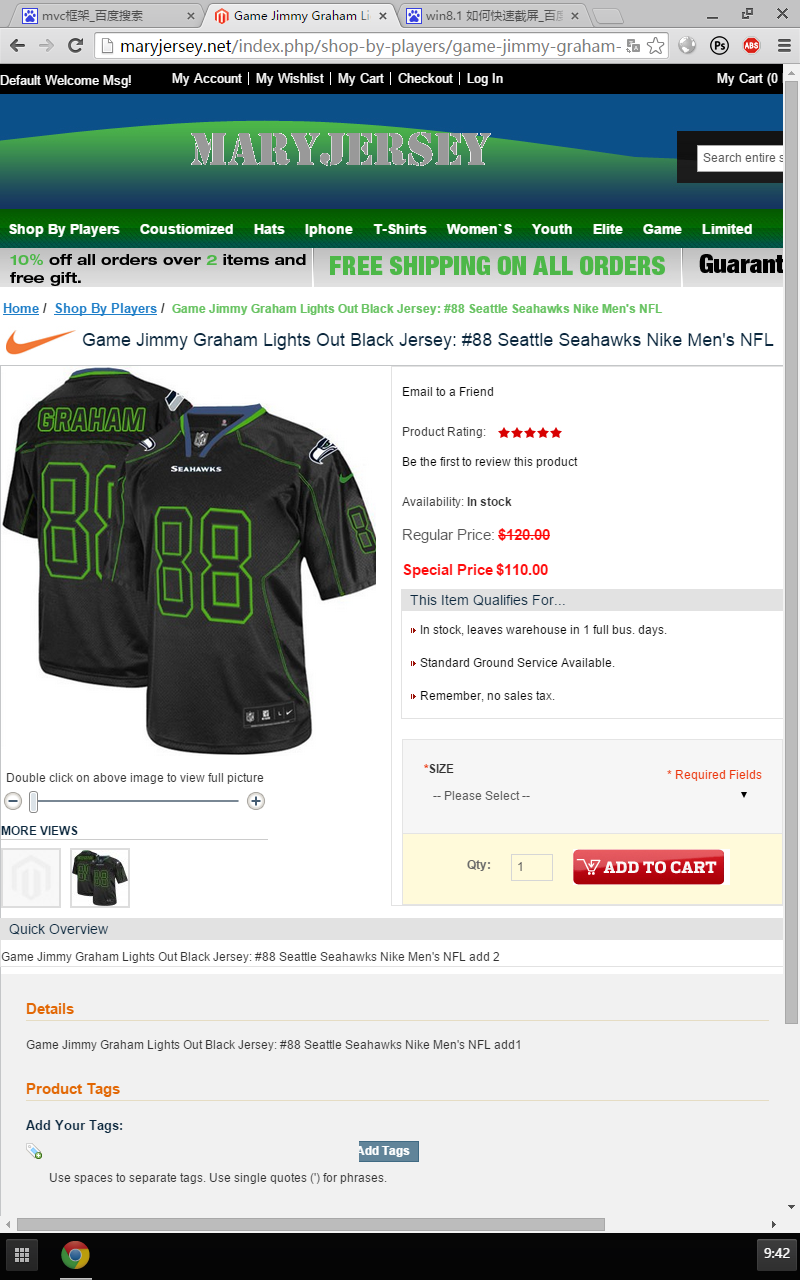 mvc框架_百度搜索
Game Jimmy Graham Li
win8.1 如何快速截屏_百度
maryjersey.net/index.php/shop-by-players/game-jimmy-graham-
Ps
ABS
Default Welcome Msg!
My Account
My Wishlist
My Cart
Checkout
Log In
My Cart (0
MARYJERSEY
Search entire s
Shop By Players
Coustiomized
Hats
Iphone
T-Shirts
Women`S
Youth
Elite
Game
Limited
10% off all orders over 2 items and
free gift.
FREE SHIPPING ON ALL ORDERS
Guarant
Home / Shop By Players / Game Jimmy Graham Lights Out Black Jersey: #88 Seattle Seahawks Nike Men's NFL
Game Jimmy Graham Lights Out Black Jersey: #88 Seattle Seahawks Nike Men's NFL
GRAHAM
SEAHAWKS
88
88
8
Email to a Friend
Product Rating:
Be the first to review this product
Availability: In stock
Regular Price: $120.00
Special Price $110.00
This Item Qualifies For...
In stock, leaves warehouse in 1 full bus. days.
Standard Ground Service Available.
Remember, no sales tax.
*SIZE
* Required Fields
-- Please Select --
Qty:
1
ADD TO CART
Double click on above image to view full picture
MORE VIEWS
88
Quick Overview
Game Jimmy Graham Lights Out Black Jersey: #88 Seattle Seahawks Nike Men's NFL add 2
Details
Game Jimmy Graham Lights Out Black Jersey: #88 Seattle Seahawks Nike Men's NFL add1
Product Tags
Add Your Tags:
Add Tags
Use spaces to separate tags. Use single quotes (') for phrases.
9:42